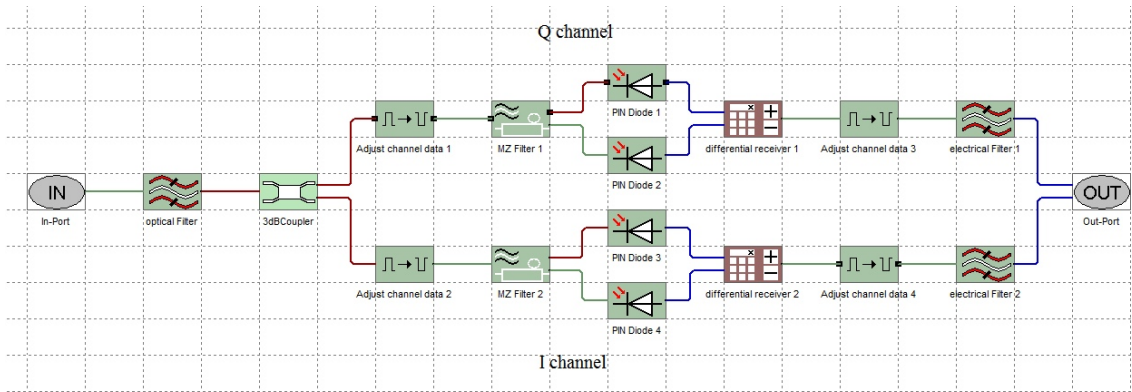 Q channel
PIN Diode 1
Adjust channel data 1
MZ Filter 1
differential receiver 1
Adjust channel data 3
electrical Filter 1
PIN Diode 2
IN
OUT
In-Port
optical Filter
3dBCoupler
Out-Port
PIN Diode 3
Adjust channel data 2
MZ Filter 2
differential receiver 2
Adjust channel data 4
electrical Filter 2
PIN Diode 4
I channel